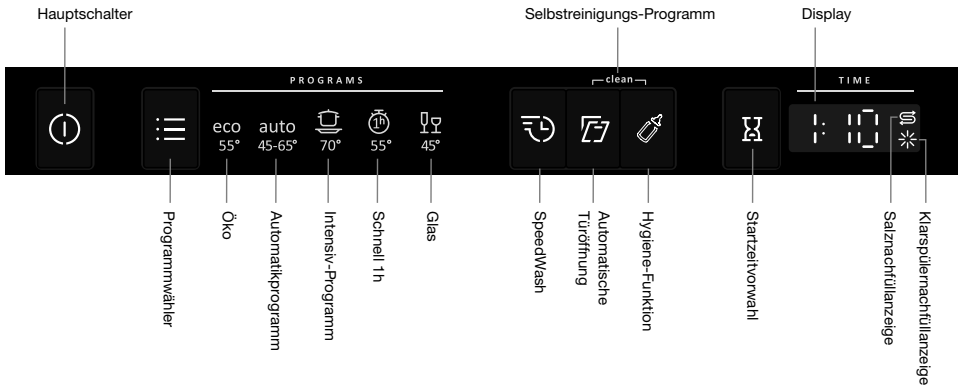 Hauptschalter
Selbstreinigungs-Programm
Display
PROGRAMS
clean
TIME
eco
auto
1h
55°
45-65°
70°
55°
45°
1:10
Programmwähler
Öko
Automatikprogramm
Intensiv-Programm
Schnell 1h
Glas
SpeedWash
Automatische
Türöffnung
Hygiene-Funktion
Startzeitvorwahl
Salznachfüllanzeige
Klarspülernachfüllanzeige